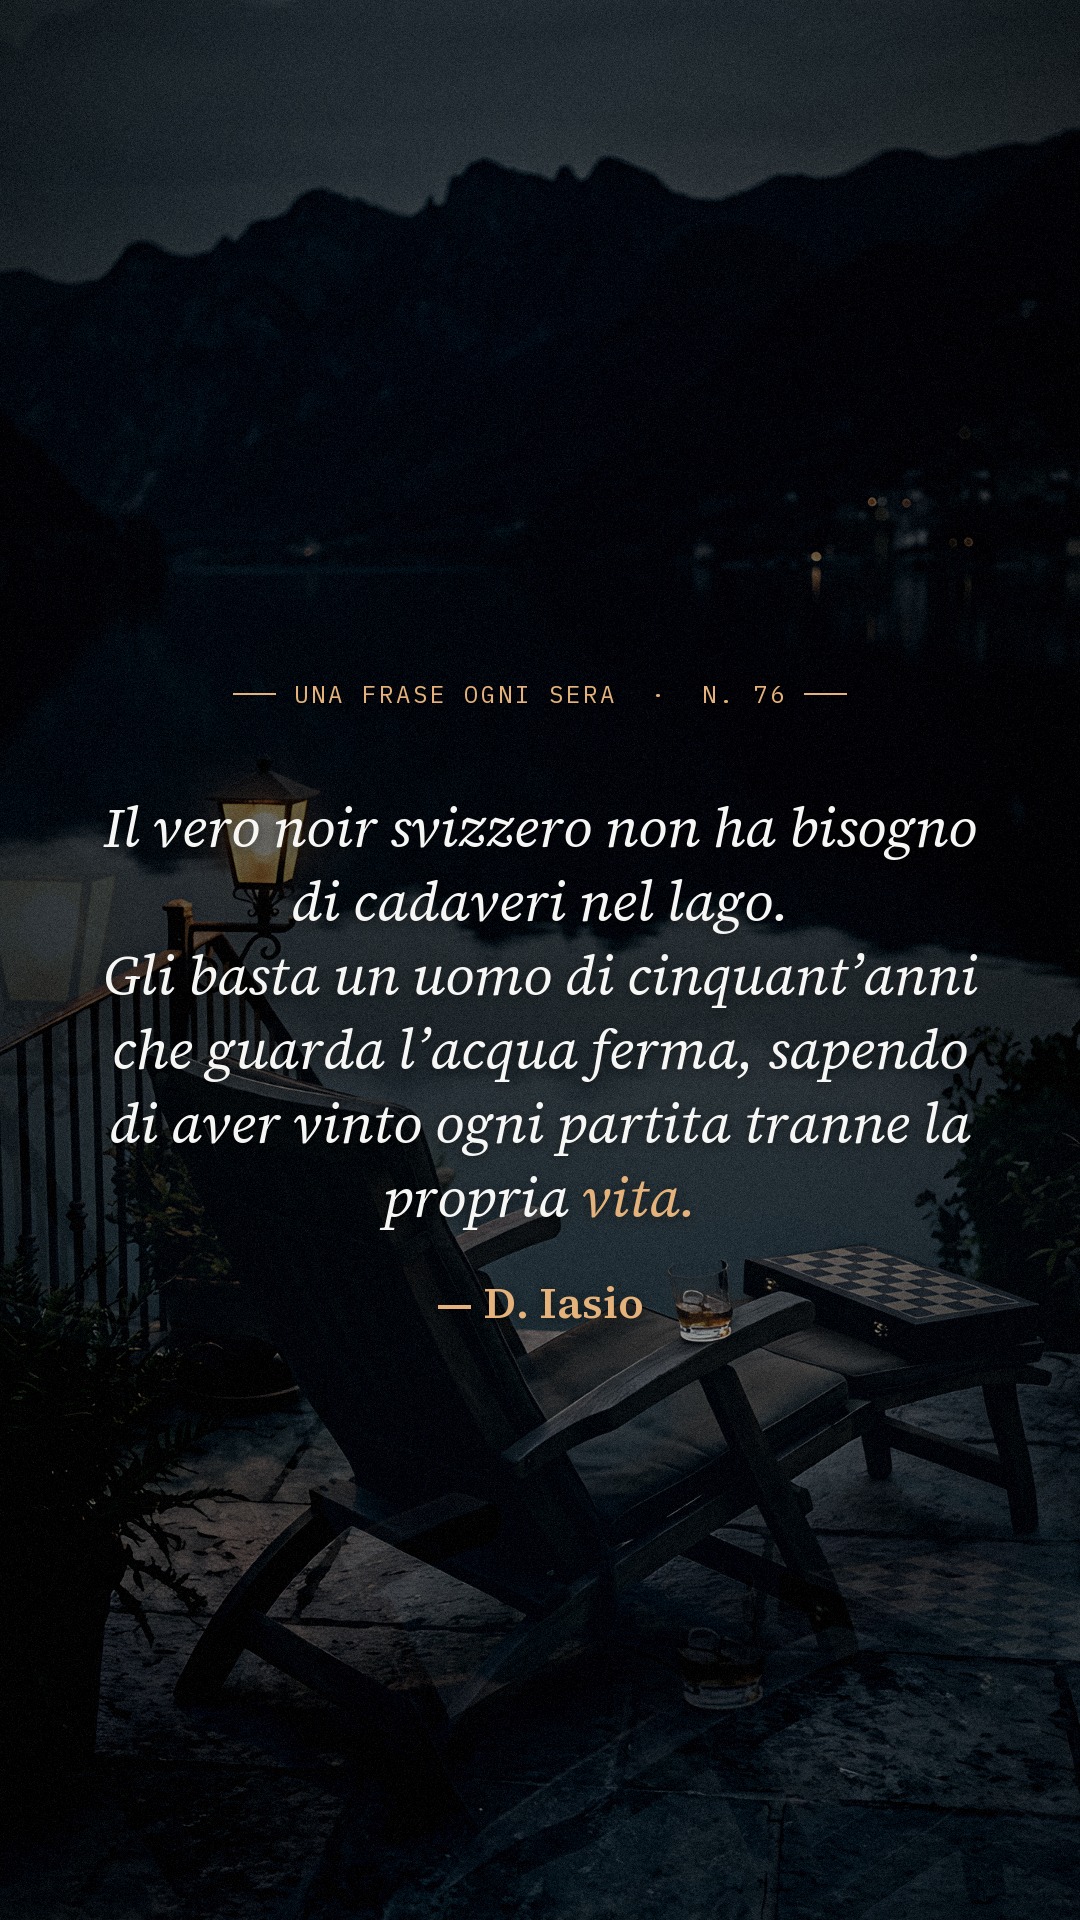 UNA FRASE OGNI SERA · N. 76
Il vero noir svizzero non ha bisogno
di cadaveri nel lago.
Gli basta un uomo di cinquant’anni
che guarda l’acqua ferma, sapendo
di aver vinto ogni partita tranne la
propria vita.
— D. Iasio